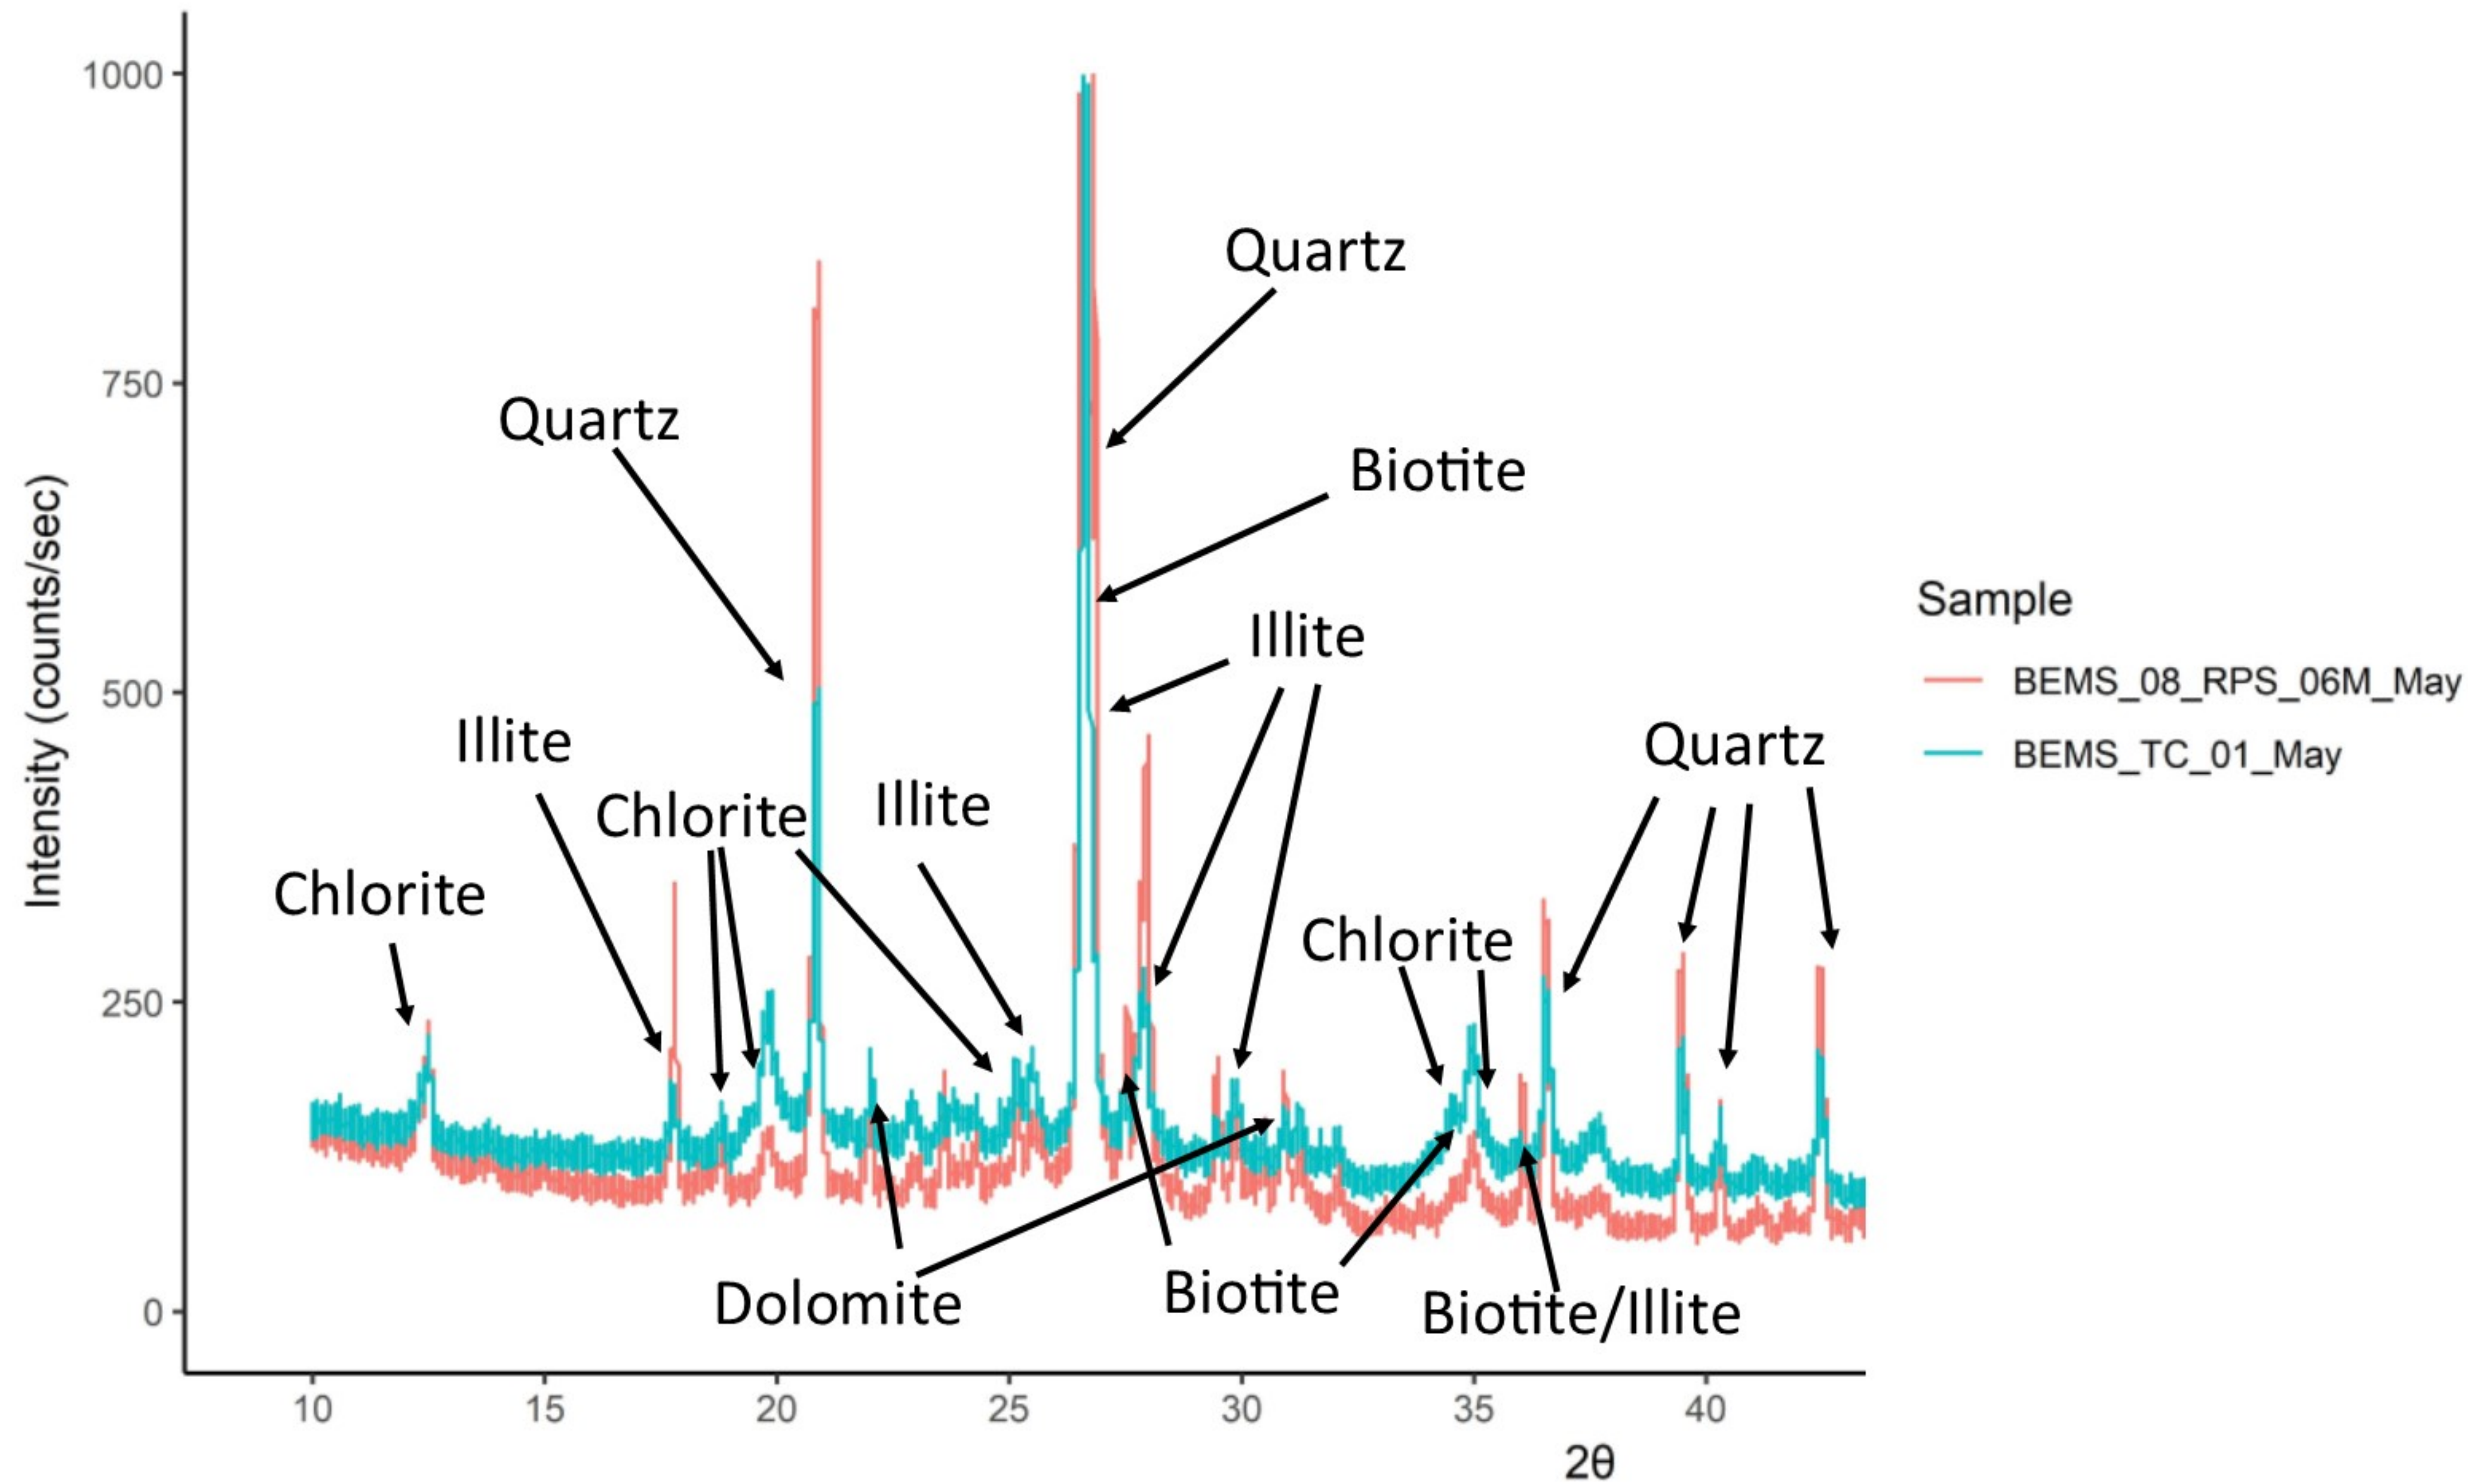 1000
750
500
250
0
Intensity (counts/sec)
10
15
20
25
30
35
40
2θ
Quartz
Quartz
Biotite
Illite
Illite
Chlorite
Illite
Chlorite
Chlorite
Quartz
Dolomite
Biotite
Biotite/Illite
Sample
BEMS_08_RPS_06M_May
BEMS_TC_01_May